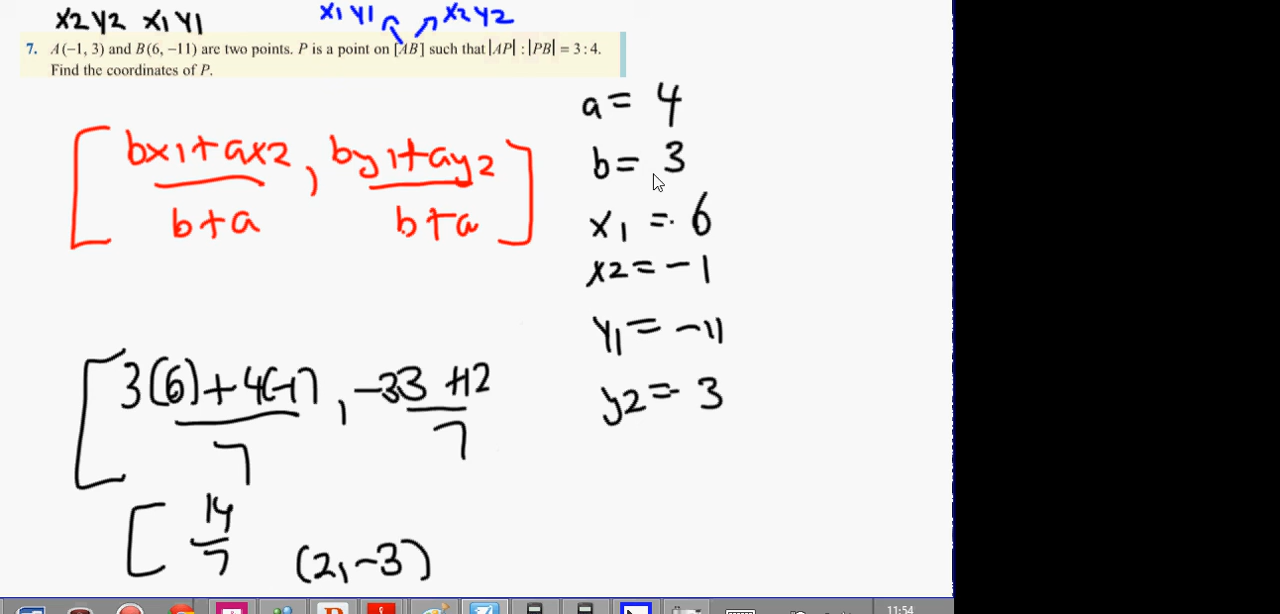 x2 y2 x1 y1
x1 y1 x2 y2
7. A(−1, 3) and B(6, −11) are two points. P is a point on [AB] such that |AP| : |PB| = 3 : 4.
Find the coordinates of P.
a = 4
b = 3
x1 = 6
x2 = −1
y1 = −11
y2 = 3
[ bx1 + ax2 , by1 + ay2 ]
b + a b + a
[ 3(6) + 4(-1) , −33 + 12
7 7
[ 14
7
(2, −3)
11:54